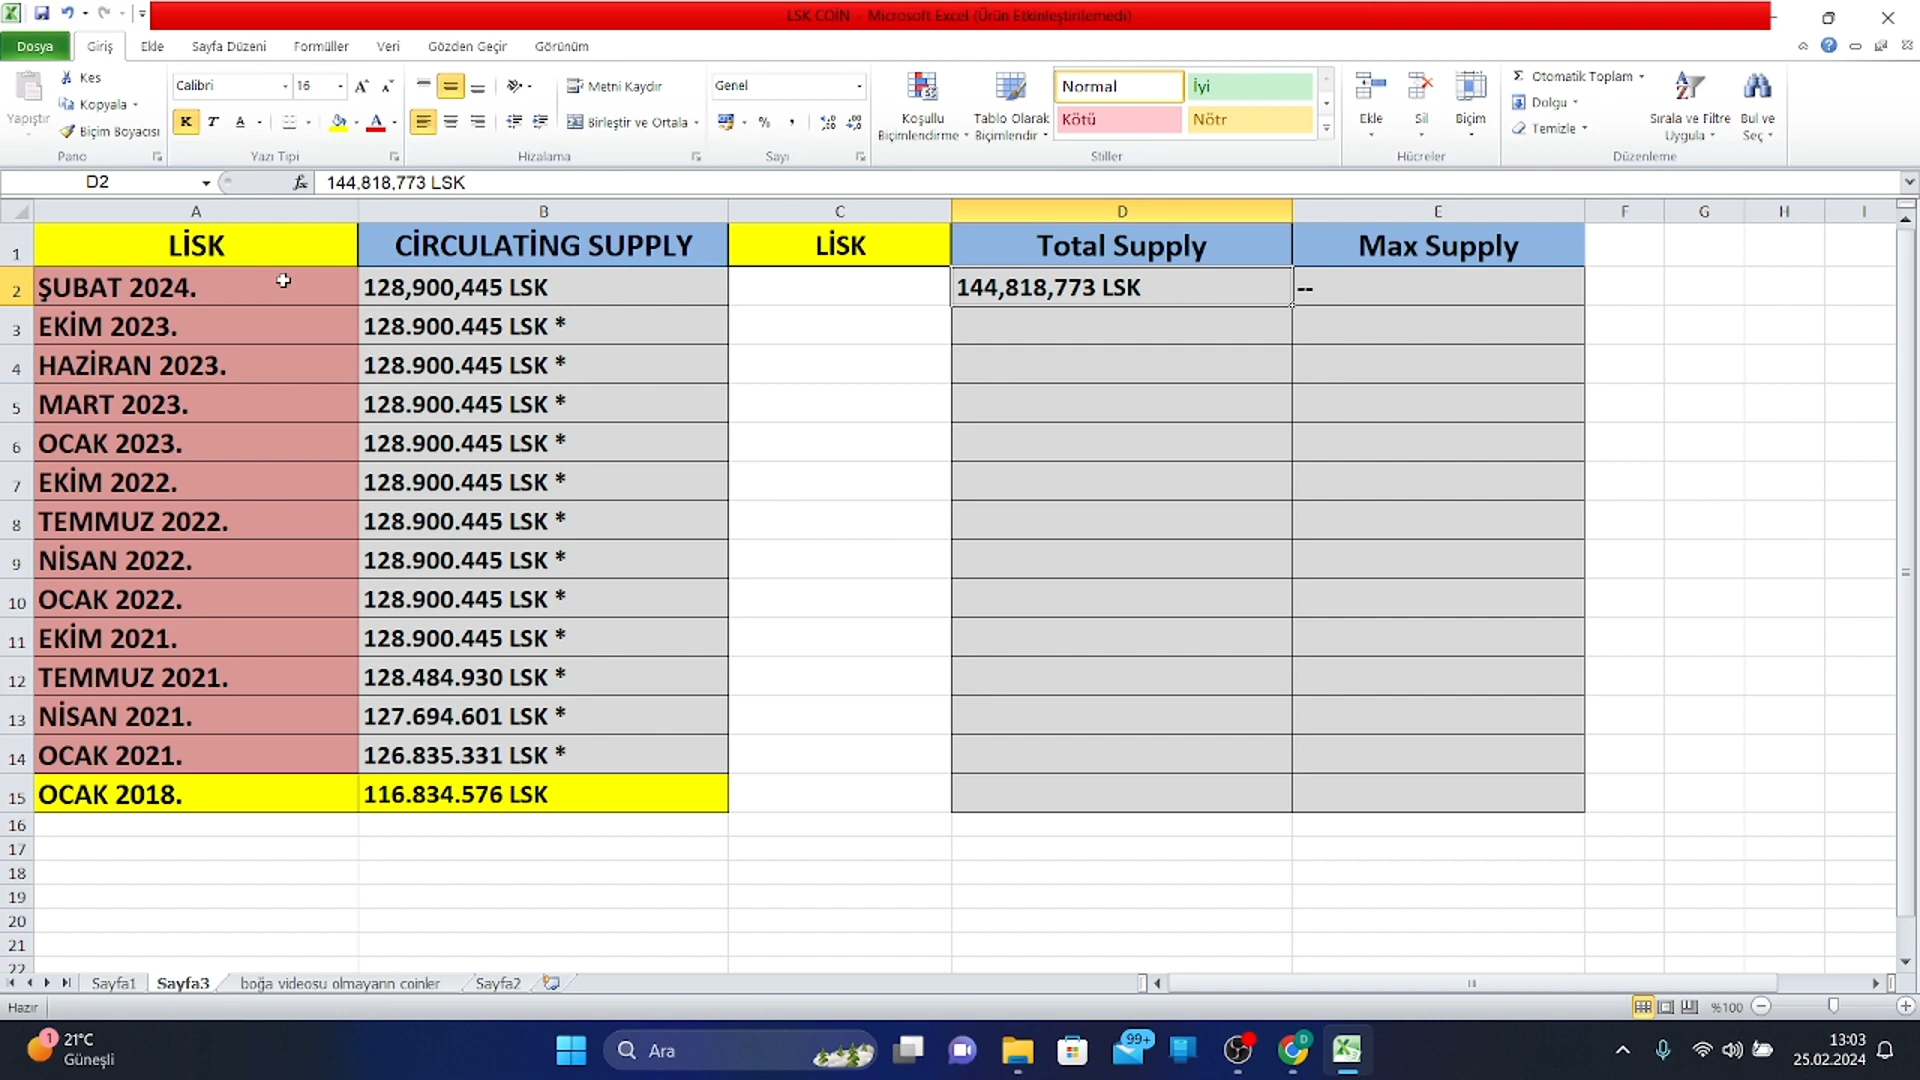 LSK COİN - Microsoft Excel (Ürün Etkinleştirilemedi)
Dosya Giriş Ekle Sayfa Düzeni Formüller Veri Gözden Geçir Görünüm
Yapıştır
Kes
Kopyala
Biçim Boyacısı
Pano
Calibri 16
K T A
Yazı Tipi
Metni Kaydır
Birleştir ve Ortala
Hizalama
Genel
%
Sayı
Koşullu Biçimlendirme
Tablo Olarak Biçimlendir
Normal İyi
Kötü Nötr
Stiller
Ekle Sil Biçim
Hücreler
Σ Otomatik Toplam
Dolgu
Temizle
Sırala ve Filtre Uygula
Bul ve Seç
Düzenleme
D2 fx 144,818,773 LSK
A B C D E F G H I
1 LİSK CİRCULATİNG SUPPLY LİSK Total Supply Max Supply
2 ŞUBAT 2024. 128,900,445 LSK 144,818,773 LSK --
3 EKİM 2023. 128.900.445 LSK *
4 HAZİRAN 2023. 128.900.445 LSK *
5 MART 2023. 128.900.445 LSK *
6 OCAK 2023. 128.900.445 LSK *
7 EKİM 2022. 128.900.445 LSK *
8 TEMMUZ 2022. 128.900.445 LSK *
9 NİSAN 2022. 128.900.445 LSK *
10 OCAK 2022. 128.900.445 LSK *
11 EKİM 2021. 128.900.445 LSK *
12 TEMMUZ 2021. 128.484.930 LSK *
13 NİSAN 2021. 127.694.601 LSK *
14 OCAK 2021. 126.835.331 LSK *
15 OCAK 2018. 116.834.576 LSK
16
17
18
19
20
21
22
Sayfa1 Sayfa3 boğa videosu olmayann coinler Sayfa2
Hazır %100
1 21°C
Güneşli
Ara
99+
D
13:03
25.02.2024